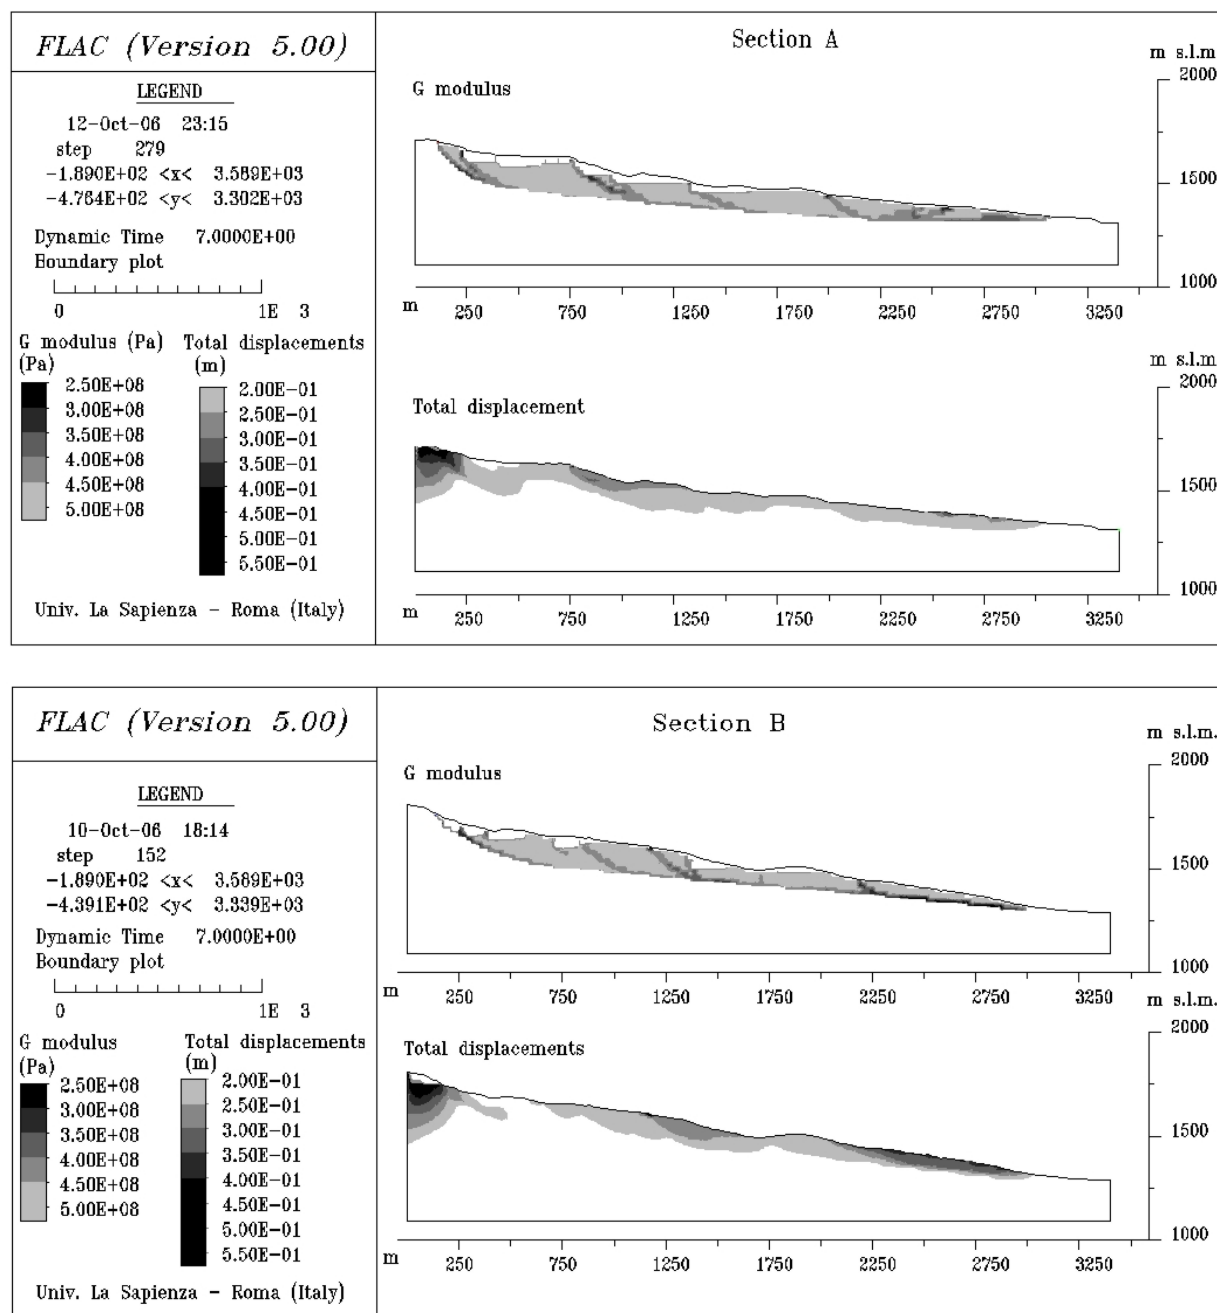 FLAC (Version 5.00)
LEGEND
12-Oct-06 23:15
step 279
-1.890E+02 <x< 3.589E+03
-4.764E+02 <y< 3.302E+03
Dynamic Time 7.0000E+00
Boundary plot
0 1E 3
G modulus (Pa) Total displacements
(Pa) (m)
2.50E+08 2.00E-01
3.00E+08 2.50E-01
3.50E+08 3.00E-01
4.00E+08 3.50E-01
4.50E+08 4.00E-01
5.00E+08 4.50E-01
5.00E-01
5.50E-01
Univ. La Sapienza - Roma (Italy)
Section A
m s.l.m
G modulus
2000
1500
1000
m 250 750 1250 1750 2250 2750 3250
m s.l.m
Total displacement
2000
1500
1000
m 250 750 1250 1750 2250 2750 3250
FLAC (Version 5.00)
LEGEND
10-Oct-06 18:14
step 152
-1.890E+02 <x< 3.589E+03
-4.391E+02 <y< 3.339E+03
Dynamic Time 7.0000E+00
Boundary plot
0 1E 3
G modulus Total displacements
(Pa) (m)
2.50E+08 2.00E-01
3.00E+08 2.50E-01
3.50E+08 3.00E-01
4.00E+08 3.50E-01
4.50E+08 4.00E-01
5.00E+08 4.50E-01
5.00E-01
5.50E-01
Univ. La Sapienza - Roma (Italy)
Section B
m s.l.m.
G modulus
2000
1500
1000
m 250 750 1250 1750 2250 2750 3250
m s.l.m.
Total displacements
2000
1500
1000
m 250 750 1250 1750 2250 2750 3250